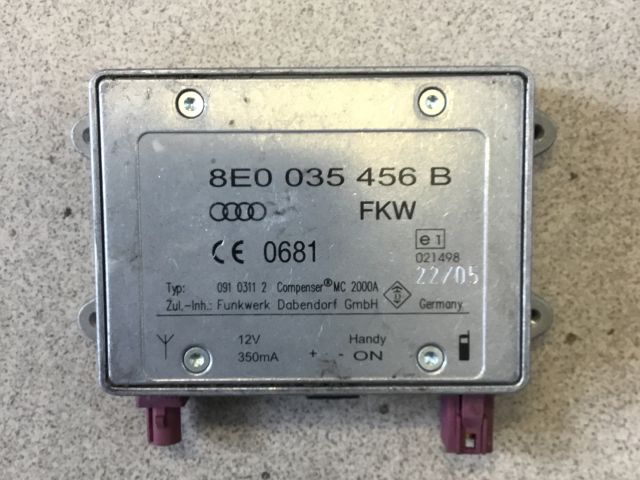 8E0 035 456 B
FKW
CE 0681
e1
021498
22/05
Typ: 091 0311 2 Compenser® MC 2000A
Zul.-Inh.: Funkwerk Dabendorf GmbH Germany
12V Handy
350mA + - ON